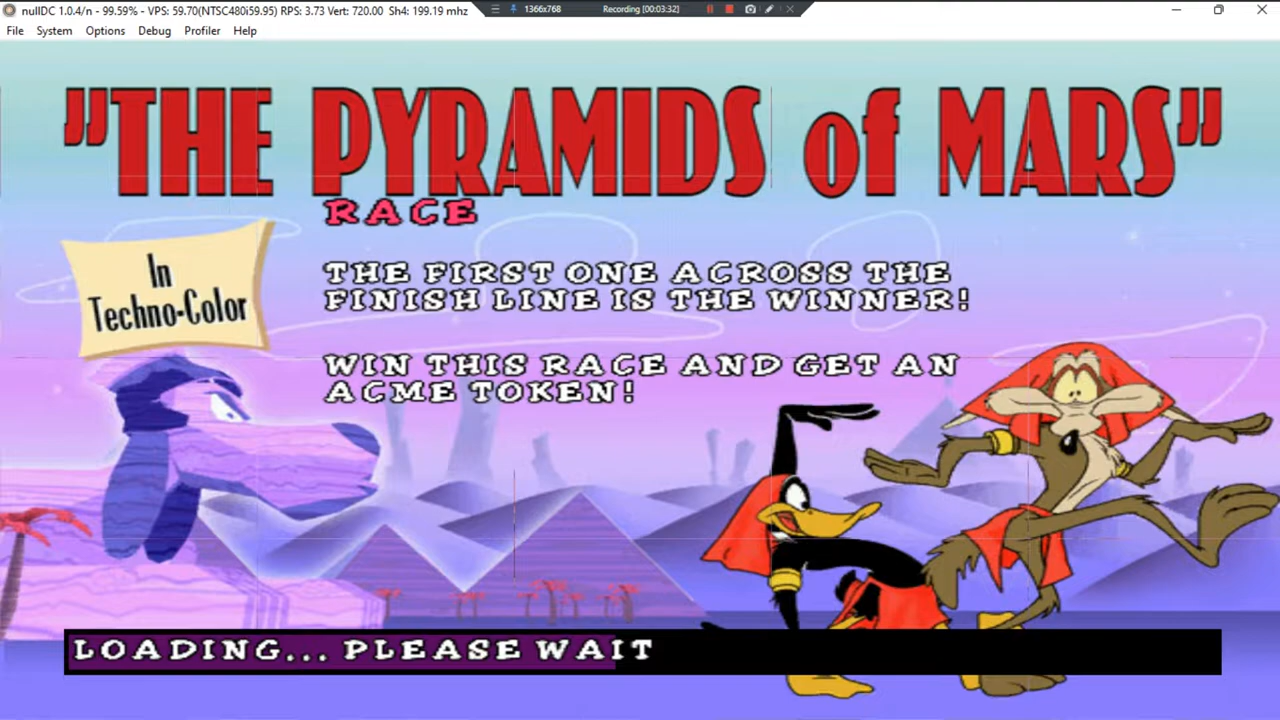 nullDC 1.0.4/n - 99.59% - VPS: 59.70(NTSC480i59.95) RPS: 3.73 Vert: 720.00 Sh4: 199.19 mhz
1366x768
Recording [00:03:32]
File System Options Debug Profiler Help
"THE PYRAMIDS of MARS"
RACE
In
Techno-Color
THE FIRST ONE ACROSS THE
FINISH LINE IS THE WINNER!
WIN THIS RACE AND GET AN
ACME TOKEN!
LOADING... PLEASE WAIT